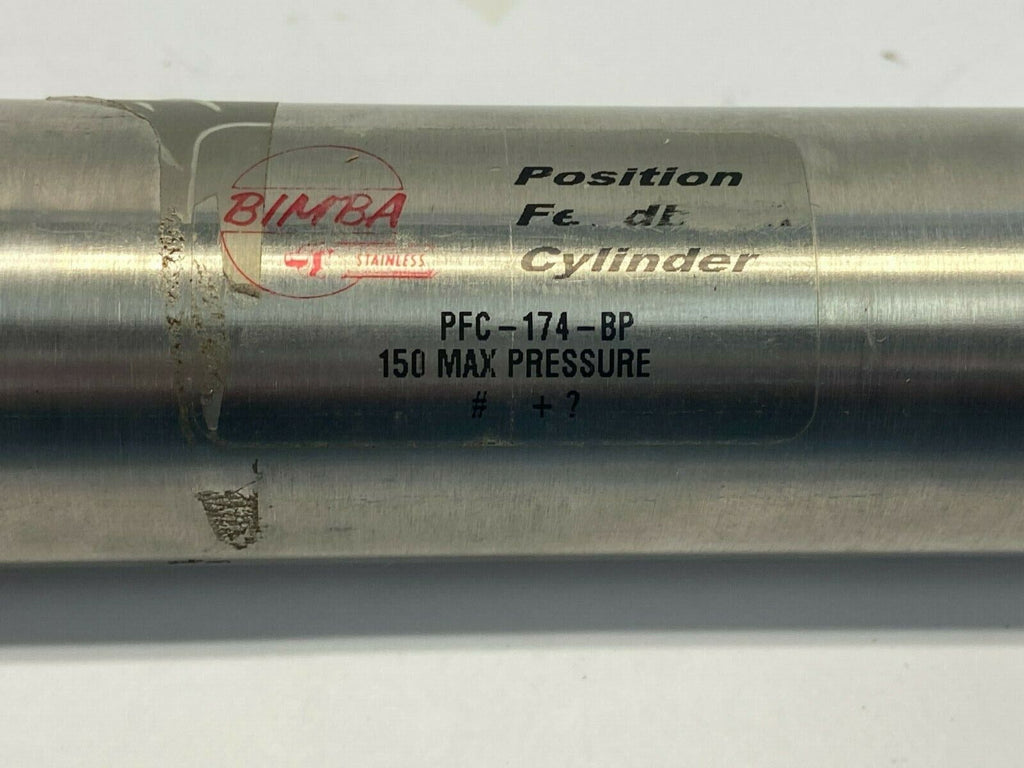 BIMBA
STAINLESS
Position
Cylinder
PFC-174-BP
150 MAX PRESSURE
# + ?